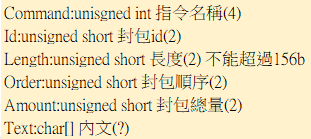 Command:unisgned int 指令名稱(4)
Id:unsigned short 封包id(2)
Length:unsigned short 長度(2) 不能超過156b
Order:unsigned short 封包順序(2)
Amount:unsigned short 封包總量(2)
Text:char[] 內文(?)